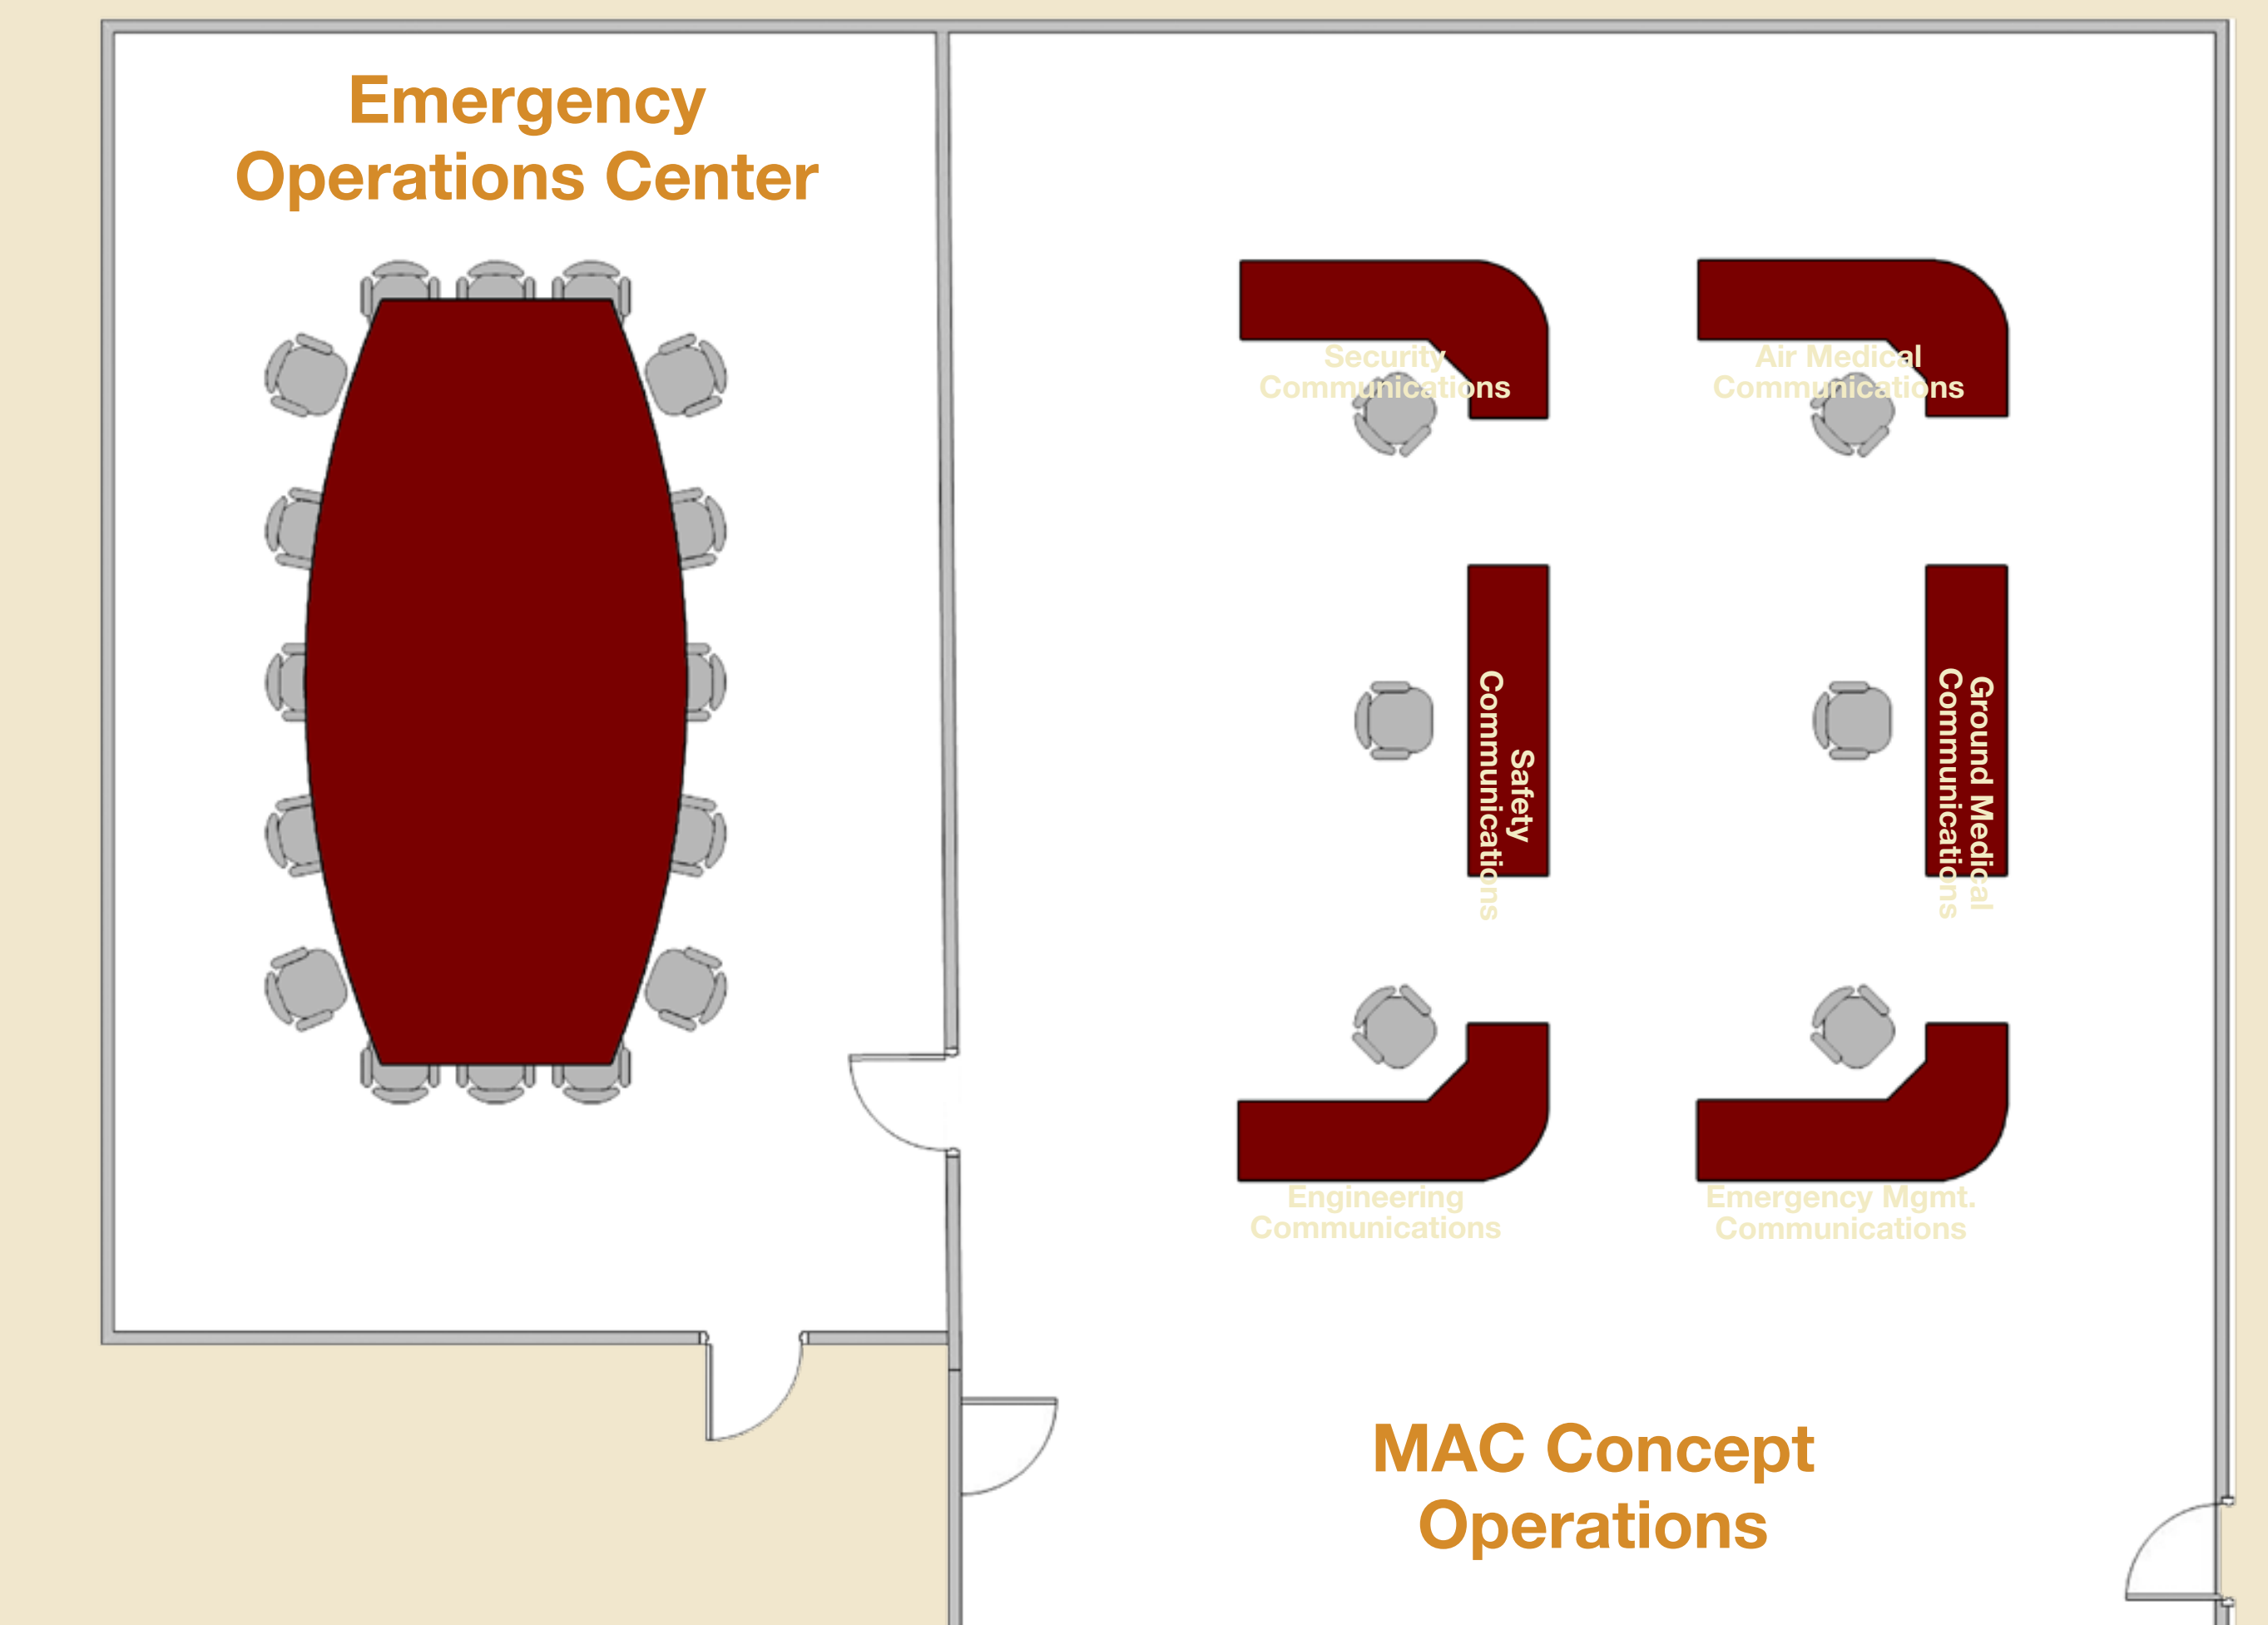 Emergency
Operations Center
Security
Communications
Air Medical
Communications
Safety
Communications
Ground Medical
Communications
Engineering
Communications
Emergency Mgmt.
Communications
MAC Concept
Operations